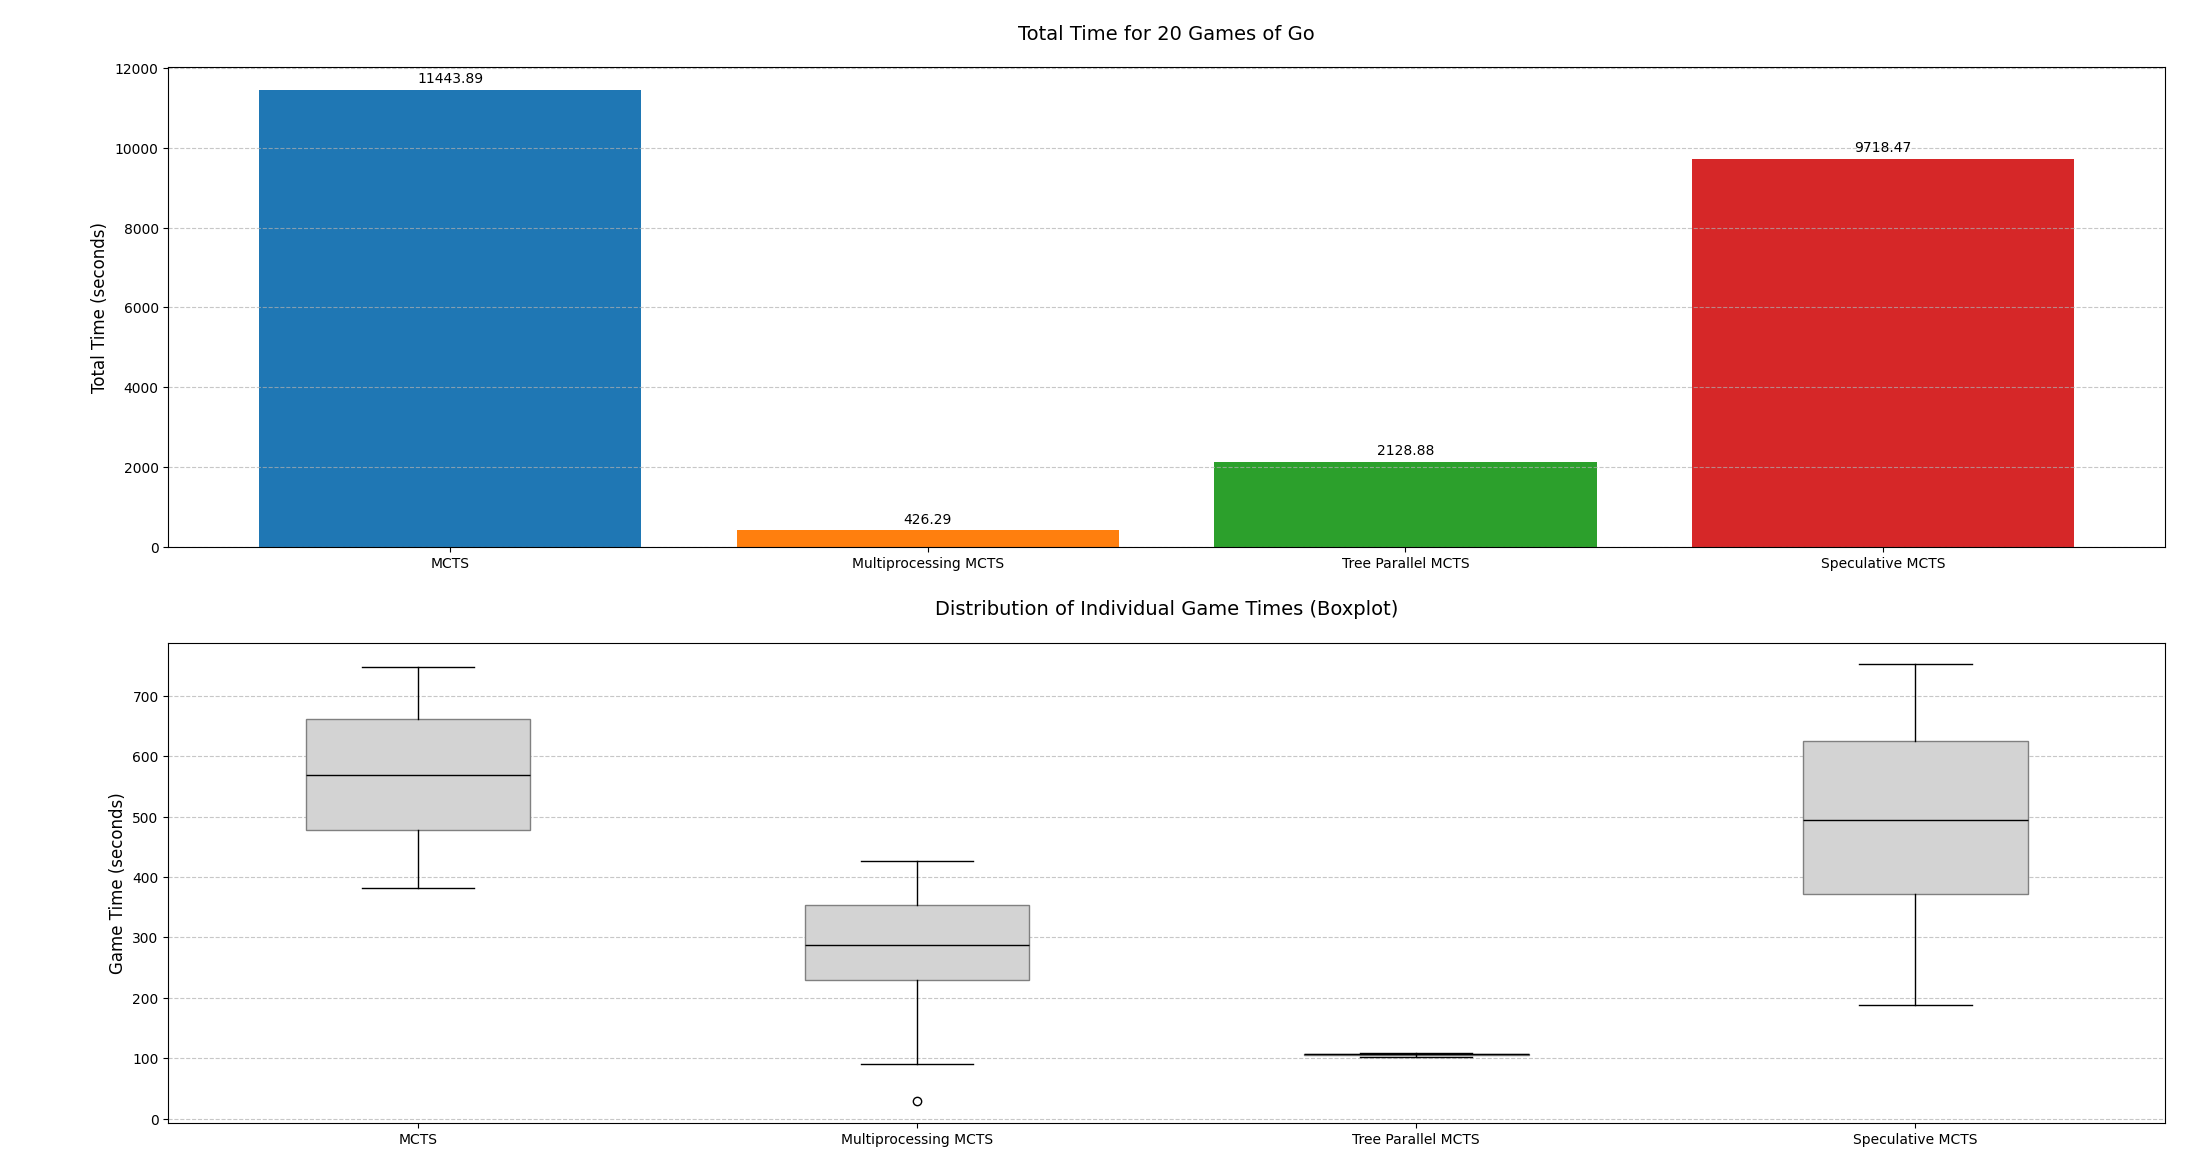 Total Time for 20 Games of Go
Total Time (seconds)
12000
10000
8000
6000
4000
2000
0
11443.89
426.29
2128.88
9718.47
MCTS
Multiprocessing MCTS
Tree Parallel MCTS
Speculative MCTS
Distribution of Individual Game Times (Boxplot)
Game Time (seconds)
700
600
500
400
300
200
100
0
MCTS
Multiprocessing MCTS
Tree Parallel MCTS
Speculative MCTS